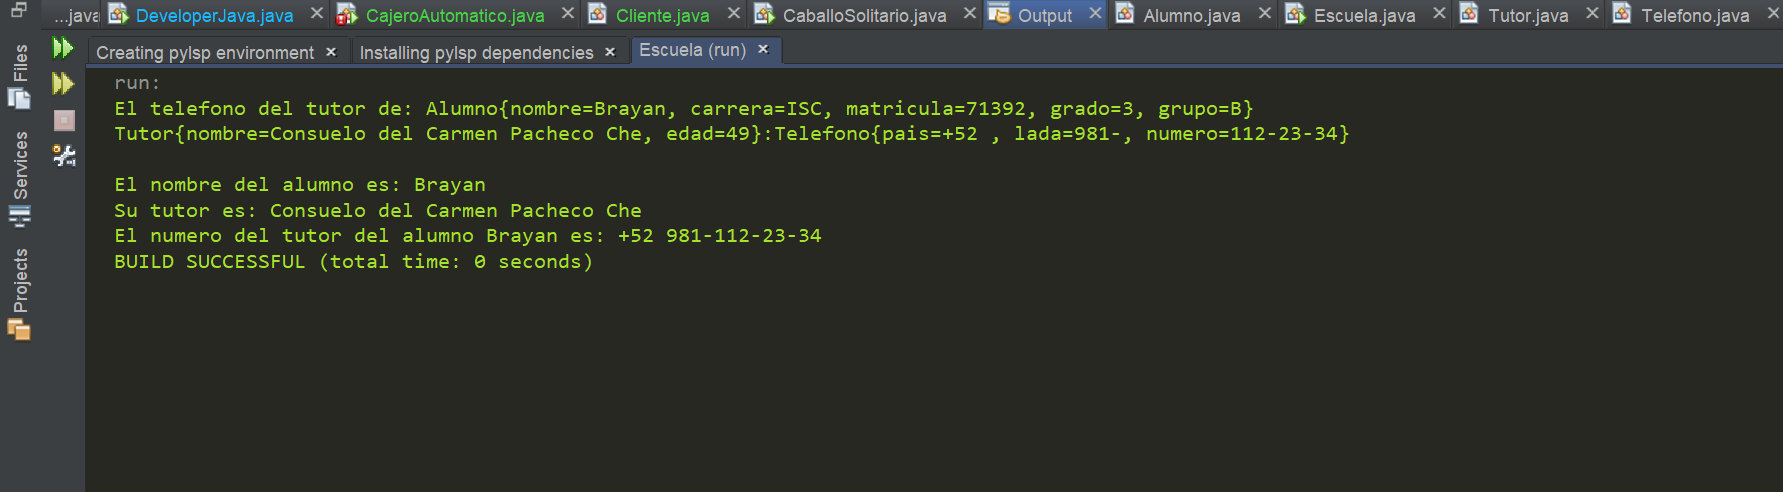 ...java DeveloperJava.java CajeroAutomatico.java Cliente.java CaballoSolitario.java Output Alumno.java Escuela.java Tutor.java Telefono.java
Creating pylsp environment Installing pylsp dependencies Escuela (run)
Files
Services
Projects
run:
El telefono del tutor de: Alumno{nombre=Brayan, carrera=ISC, matricula=71392, grado=3, grupo=B}
Tutor{nombre=Consuelo del Carmen Pacheco Che, edad=49}:Telefono{pais=+52 , lada=981-, numero=112-23-34}
El nombre del alumno es: Brayan
Su tutor es: Consuelo del Carmen Pacheco Che
El numero del tutor del alumno Brayan es: +52 981-112-23-34
BUILD SUCCESSFUL (total time: 0 seconds)